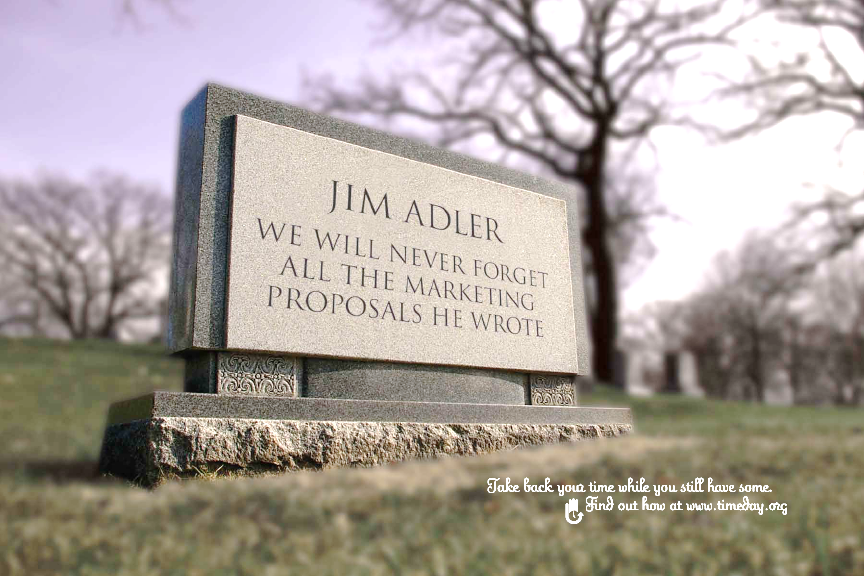 JIM ADLER
WE WILL NEVER FORGET
ALL THE MARKETING
PROPOSALS HE WROTE
Take back your time while you still have some.
Find out how at www.timeday.org